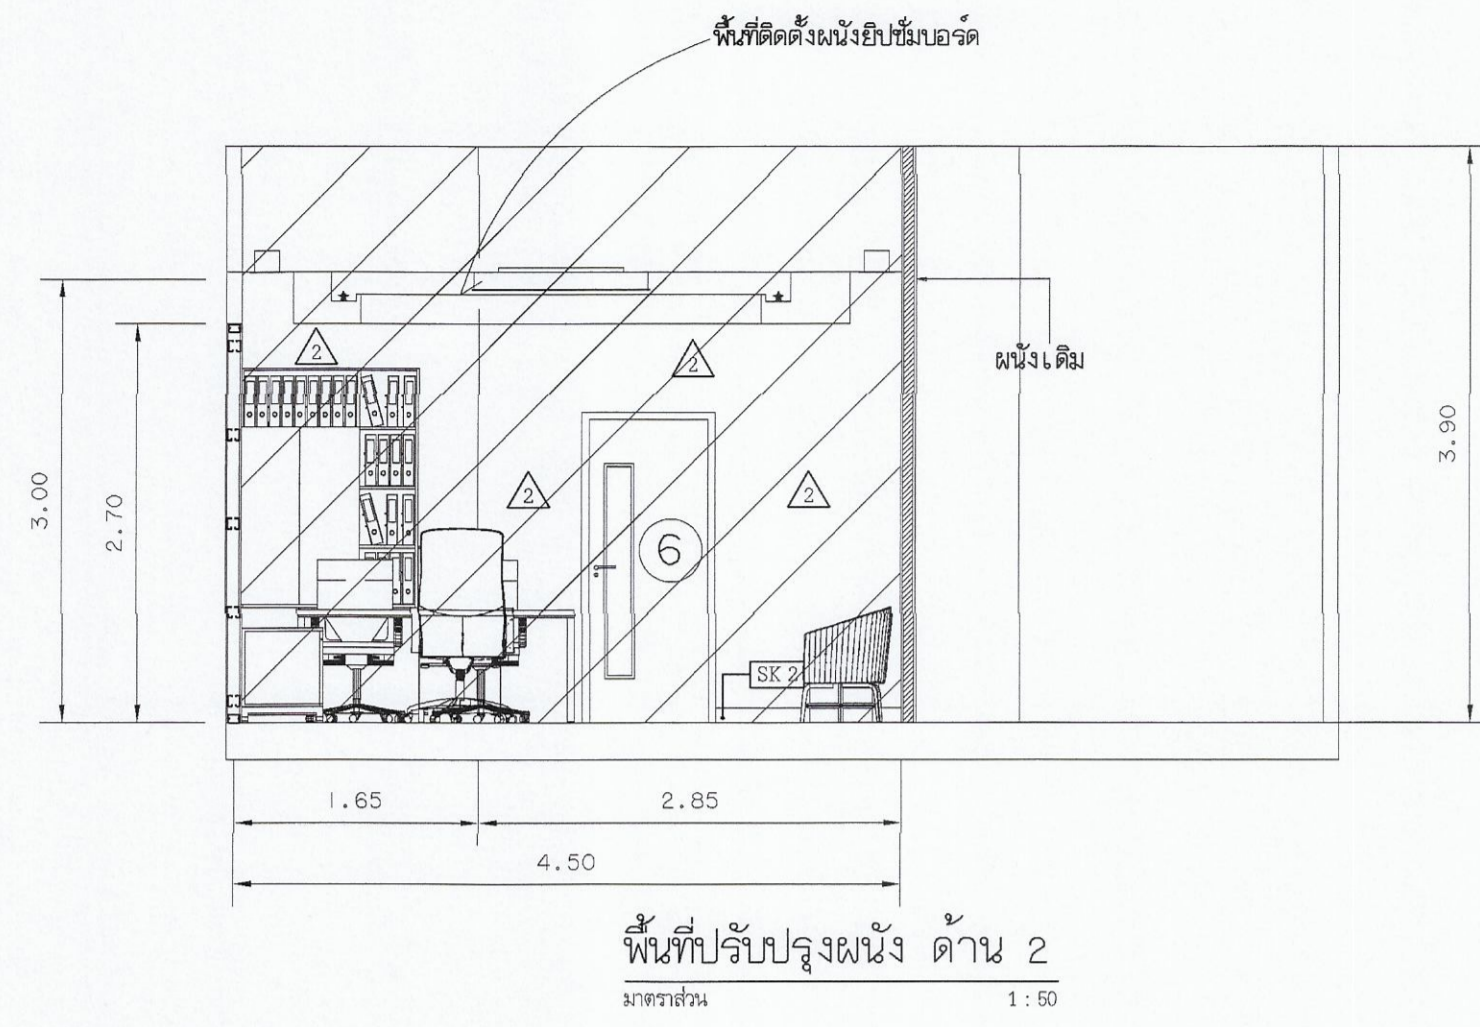 พื้นที่ติดตั้งผนังยิปซั่มบอร์ด
ผนังเดิม
3.00
2.70
3.90
2
2
2
2
6
SK 2
1.65
2.85
4.50
พื้นที่ปรับปรุงผนัง ด้าน 2
มาตราส่วน 1 : 50